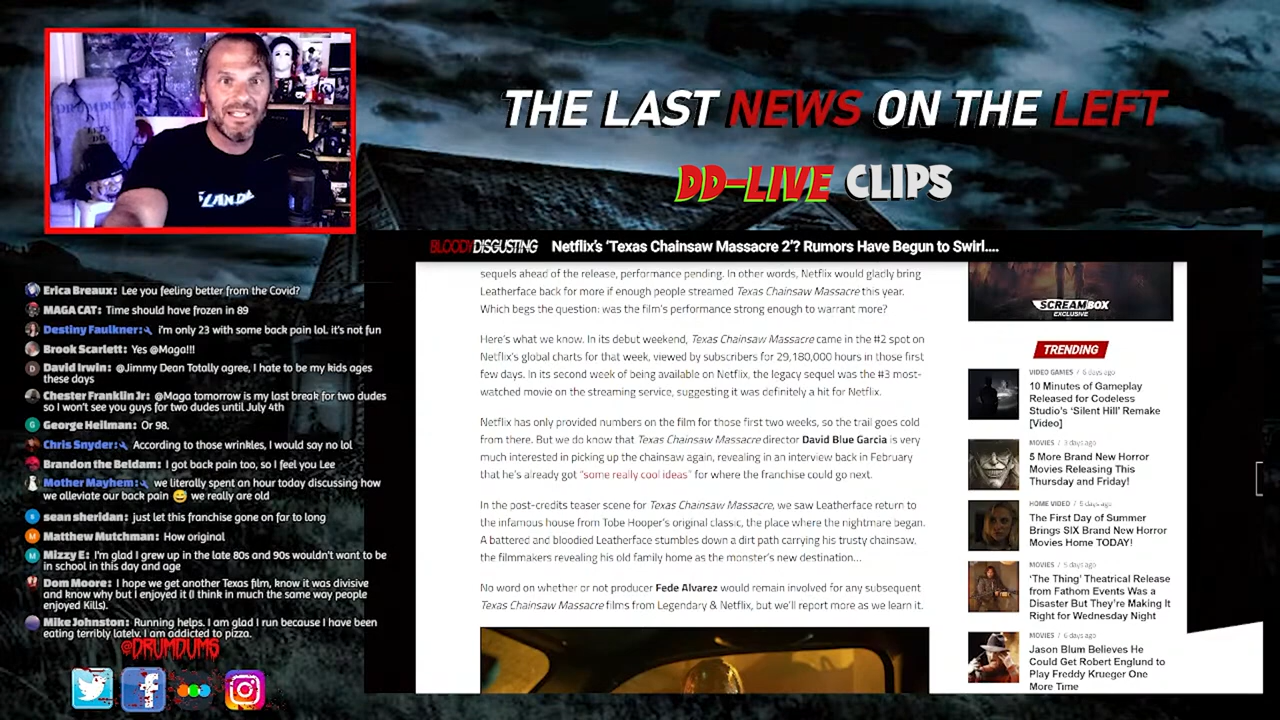 THE LAST NEWS ON THE LEFT
DD-LIVE CLIPS
BLOODY DISGUSTING Netflix's 'Texas Chainsaw Massacre 2'? Rumors Have Begun to Swirl....
Erica Breaux: Lee you feeling better from the Covid?
MAGA CAT: Time should have frozen in 89
Destiny Faulkner: i'm only 23 with some back pain lol. it's not fun
Brook Scarlett: Yes @Maga!!!
David Irwin: @Jimmy Dean Totally agree, I hate to be my kids ages
these days
Chester Franklin Jr: @Maga tomorrow is my last break for two dudes
so I won't see you guys for two dudes until July 4th
George Heilman: Or 98.
Chris Snyder: According to those wrinkles, I would say no lol
Brandon the Beldam: I got back pain too, so I feel you Lee
Mother Mayhem: we literally spent an hour today discussing how
we alleviate our back pain 😅 we really are old
sean sheridan: just let this franchise gone on far to long
Matthew Mutchman: How original
Mizzy E: I'm glad I grew up in the late 80s and 90s wouldn't want to be
in school in this day and age
Dom Moore: I hope we get another Texas film, know it was divisive
and know why but I enjoyed it (I think in much the same way people
enjoyed Kills).
Mike Johnston: Running helps. I am glad I run because I have been
eating terribly lately. I am addicted to pizza.
@DRUMDUMS
sequels ahead of the release, performance pending. In other words, Netflix would gladly bring
Leatherface back for more if enough people streamed Texas Chainsaw Massacre this year.
Which begs the question: was the film's performance strong enough to warrant more?
Here's what we know. In its debut weekend, Texas Chainsaw Massacre came in the #2 spot on
Netflix's global charts for that week, viewed by subscribers for 29,180,000 hours in those first
few days. In its second week of being available on Netflix, the legacy sequel was the #3 most-
watched movie on the streaming service, suggesting it was definitely a hit for Netflix.
Netflix has only provided numbers on the film for those first two weeks, so the trail goes cold
from there. But we do know that Texas Chainsaw Massacre director David Blue Garcia is very
much interested in picking up the chainsaw again, revealing in an interview back in February
that he's already got "some really cool ideas" for where the franchise could go next.
In the post-credits teaser scene for Texas Chainsaw Massacre, we saw Leatherface return to
the infamous house from Tobe Hooper's original classic, the place where the nightmare began.
A battered and bloodied Leatherface stumbles down a dirt path carrying his trusty chainsaw,
the filmmakers revealing his old family home as the monster's new destination...
No word on whether or not producer Fede Alvarez would remain involved for any subsequent
Texas Chainsaw Massacre films from Legendary & Netflix, but we'll report more as we learn it.
SCREAMBOX
EXCLUSIVE
TRENDING
VIDEO GAMES / 6 days ago
10 Minutes of Gameplay
Released for Codeless
Studio's 'Silent Hill' Remake
[Video]
MOVIES / 3 days ago
5 More Brand New Horror
Movies Releasing This
Thursday and Friday!
HOME VIDEO / 5 days ago
The First Day of Summer
Brings SIX Brand New Horror
Movies Home TODAY!
MOVIES / 5 days ago
'The Thing' Theatrical Release
from Fathom Events Was a
Disaster But They're Making It
Right for Wednesday Night
MOVIES / 6 days ago
Jason Blum Believes He
Could Get Robert Englund to
Play Freddy Krueger One
More Time